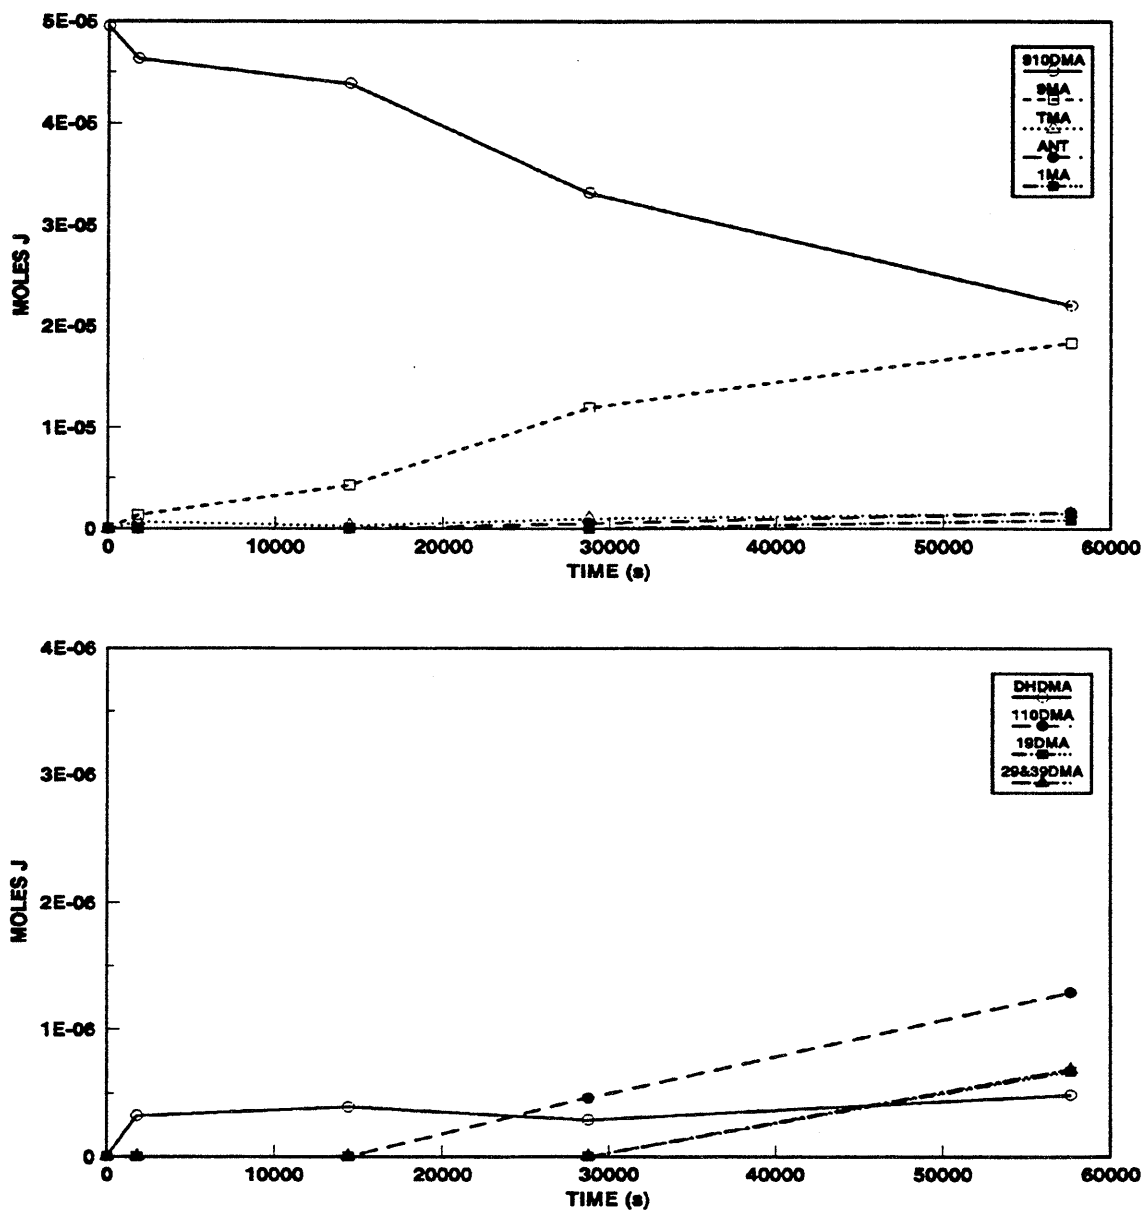 5E-05
4E-05
3E-05
2E-05
1E-05
0
MOLES J
910DMA
9MA
TMA
ANT
1MA
0 10000 20000 30000 40000 50000 60000
TIME (s)
4E-06
3E-06
2E-06
1E-06
0
MOLES J
DHDMA
110DMA
19DMA
29&39DMA
0 10000 20000 30000 40000 50000 60000
TIME (s)